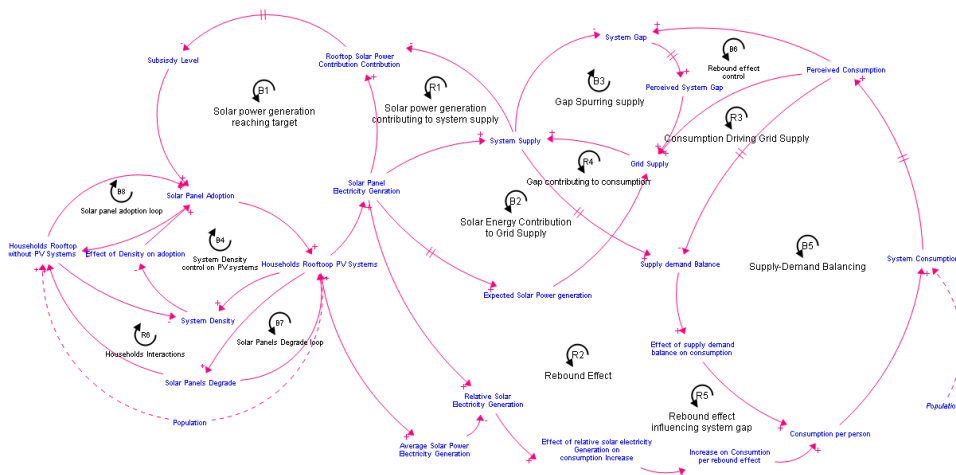 System Gap
B6
Rebound effect
control
Perceived Consumption
Subsisdy Level
Rooftop Solar Power
Contribution Contribution
B3
Gap Spurring supply
Perceived System Gap
B1
Solar power generation
reaching target
R1
Solar power generation
contributing to system supply
R3
Consumption Driving Grid Supply
System Supply
R4
Gap contributing to consumption
Grid Supply
B8
Solar panel adoption loop
Solar Panel Adoption
Solar Panel
Electricity Genration
B2
Solar Energy Contribution
to Grid Supply
Households Rooftop
without PV Systems
Effect of Density on adoption
B4
System Density
control on PV systems
Households Rooftoop PV Systems
Supply demand Balance
B5
Supply-Demand Balancing
System Consumption
Expected Solar Power generation
System Density
R6
Households Interactions
B7
Solar Panels Degrade loop
Effect of supply demand
balance on consumption
Solar Panels Degrade
R2
Rebound Effect
Relative Solar
Electricity Generation
R5
Rebound effect
influencing system gap
Population
Population
Average Solar Power
Electricity Generation
Effect of relative solar electricity
Generation on
consumption Increase
Increase on Consumtion
per rebound effect
Consumption per person